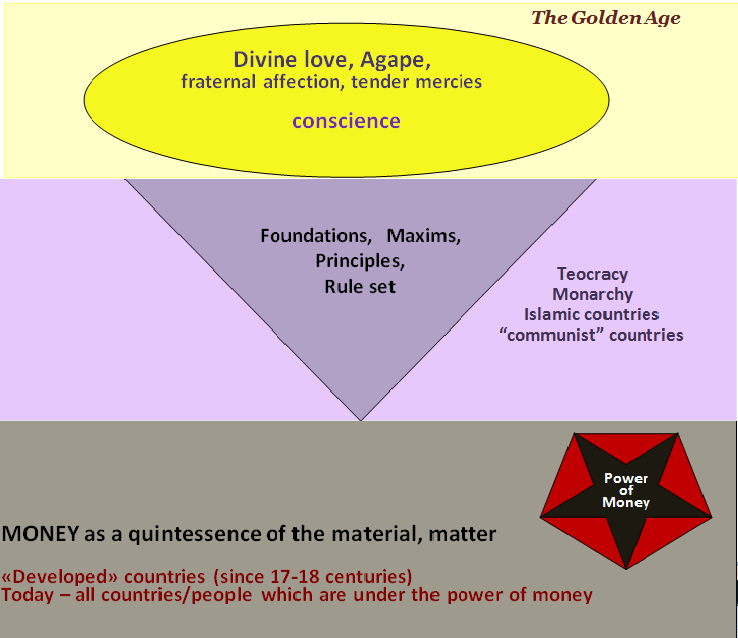 The Golden Age
Divine love, Agape,
fraternal affection, tender mercies
conscience
Foundations, Maxims,
Principles,
Rule set
Teocracy
Monarchy
Islamic countries
“communist” countries
Power
of
Money
MONEY as a quintessence of the material, matter
«Developed» countries (since 17-18 centuries)
Today – all countries/people which are under the power of money